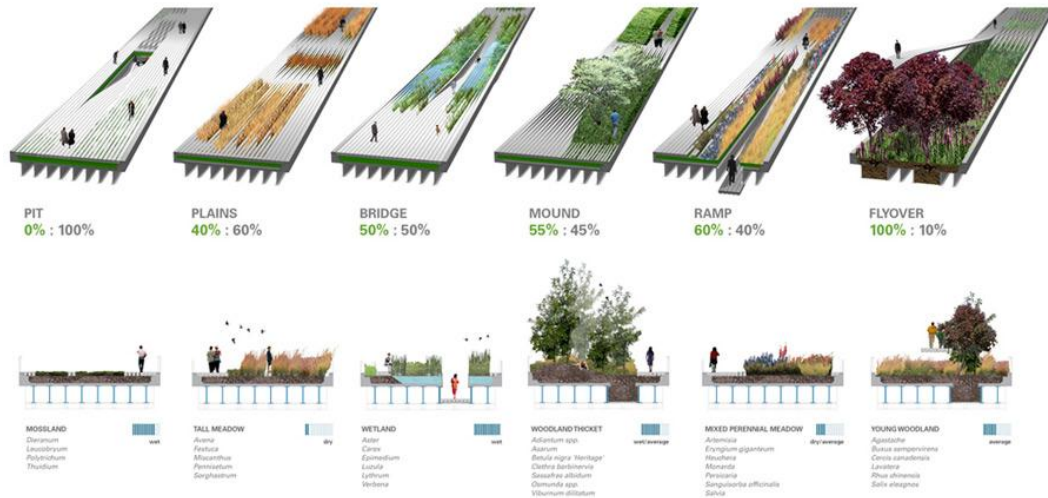 PIT
0% : 100%
PLAINS
40% : 60%
BRIDGE
50% : 50%
MOUND
55% : 45%
RAMP
60% : 40%
FLYOVER
100% : 10%
MOSSLAND
wet
Dicranum
Leucobryum
Polytrichum
Thuidium
TALL MEADOW
dry
Avena
Festuca
Miscanthus
Pennisetum
Sorghastrum
WETLAND
wet
Aster
Carex
Epimedium
Luzula
Lythrum
Verbena
WOODLAND THICKET
wet/average
Adiantum spp.
Asarum
Betula nigra 'Heritage'
Clethra barbinervis
Sassafras albidum
Osmunda spp.
Viburnum dilitatum
MIXED PERENNIAL MEADOW
dry/average
Artemisia
Eryngium giganteum
Heuchera
Monarda
Persicaria
Sanguisorba officinalis
Salvia
YOUNG WOODLAND
average
Agastache
Buxus sempervirens
Cercis canadensis
Lavatera
Rhus chinensis
Salix eleagnos